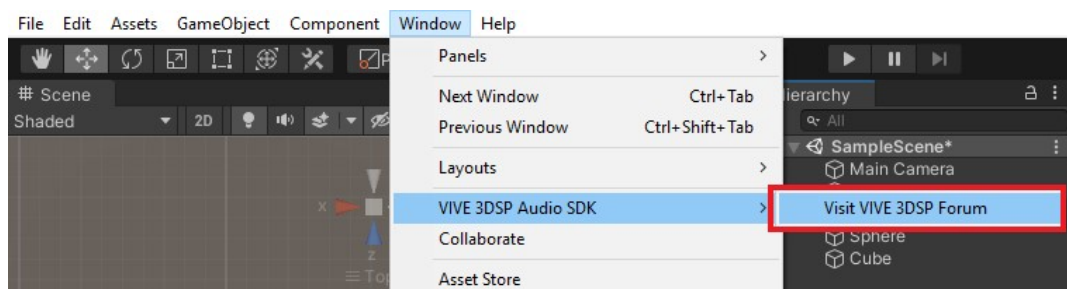 File Edit Assets GameObject Component Window Help
Panels
# Scene
Next Window Ctrl+Tab
ierarchy
Shaded 2D
Previous Window Ctrl+Shift+Tab
All
SampleScene*
Layouts
Main Camera
X
VIVE 3DSP Audio SDK
Visit VIVE 3DSP Forum
Collaborate
Sphere
Z
Cube
Asset Store